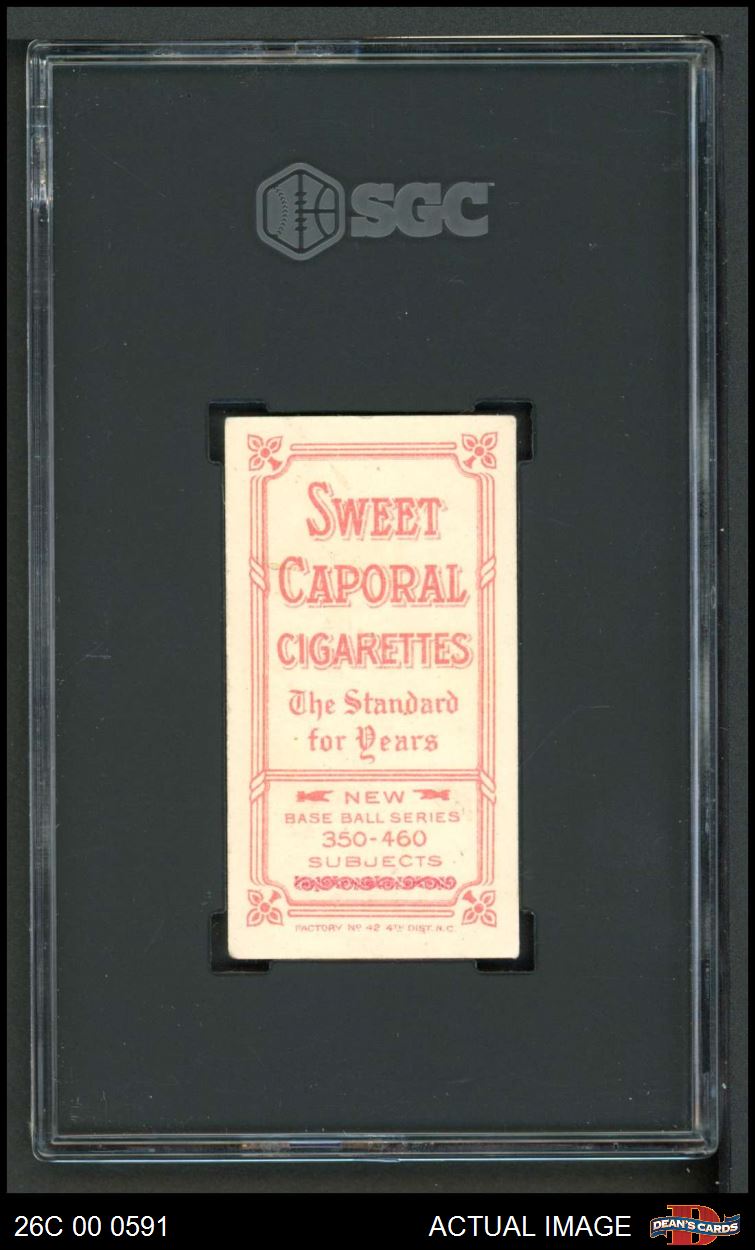 SGC
SWEET
CAPORAL
CIGARETTES
The Standard
for Years
NEW
BASE BALL SERIES
350-460
SUBJECTS
FACTORY Nº 42 4TH DIST. N.C.
26C 00 0591
ACTUAL IMAGE
D
DEAN'S CARDS